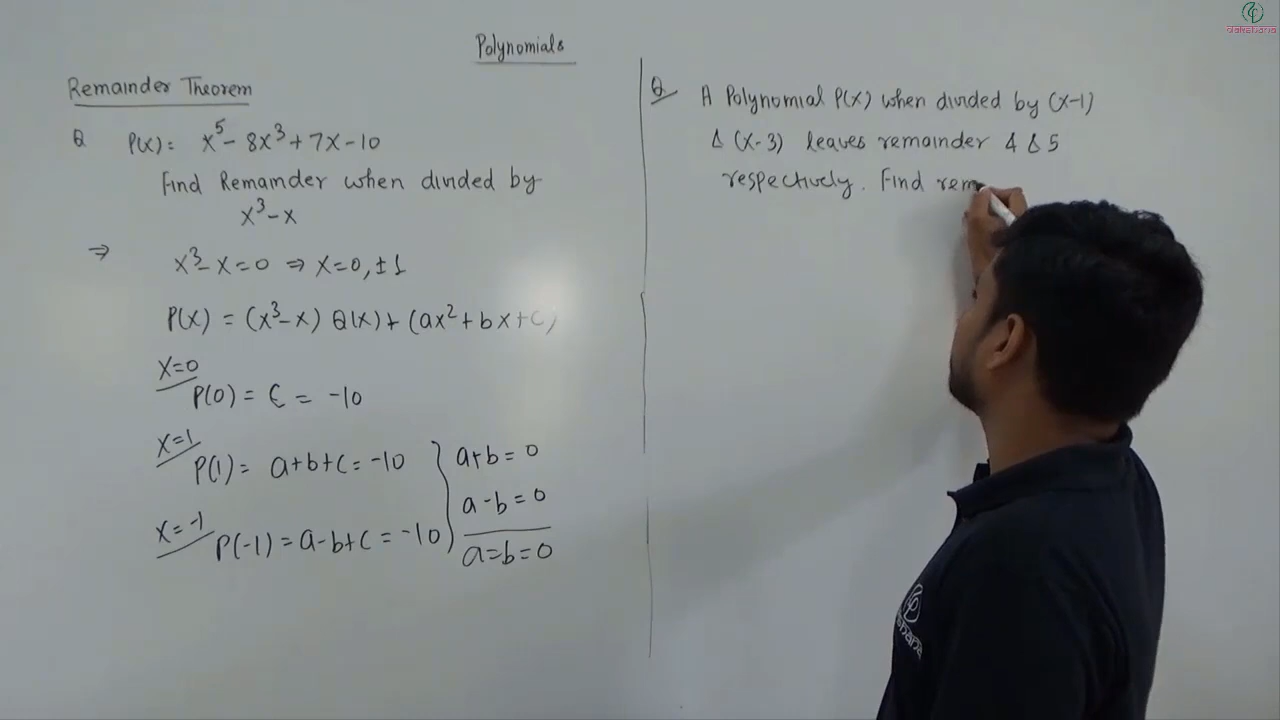 Polynomials
Remainder Theorem
Q P(x): x⁵ - 8x³ + 7x - 10
Find Remainder when divided by
x³ - x
⇒ x³ - x = 0 ⇒ x = 0, ±1
P(x) = (x³ - x) Q(x) + (ax² + bx + c)
x=0
P(0) = c = -10
x=1
P(1) = a+b+c = -10
x=-1
P(-1) = a-b+c = -10
a+b = 0
a-b = 0
a=b=0
Q A Polynomial P(x) when divided by (x-1)
& (x-3) leaves remainder 4 & 5
respectively. Find rem
dakshana